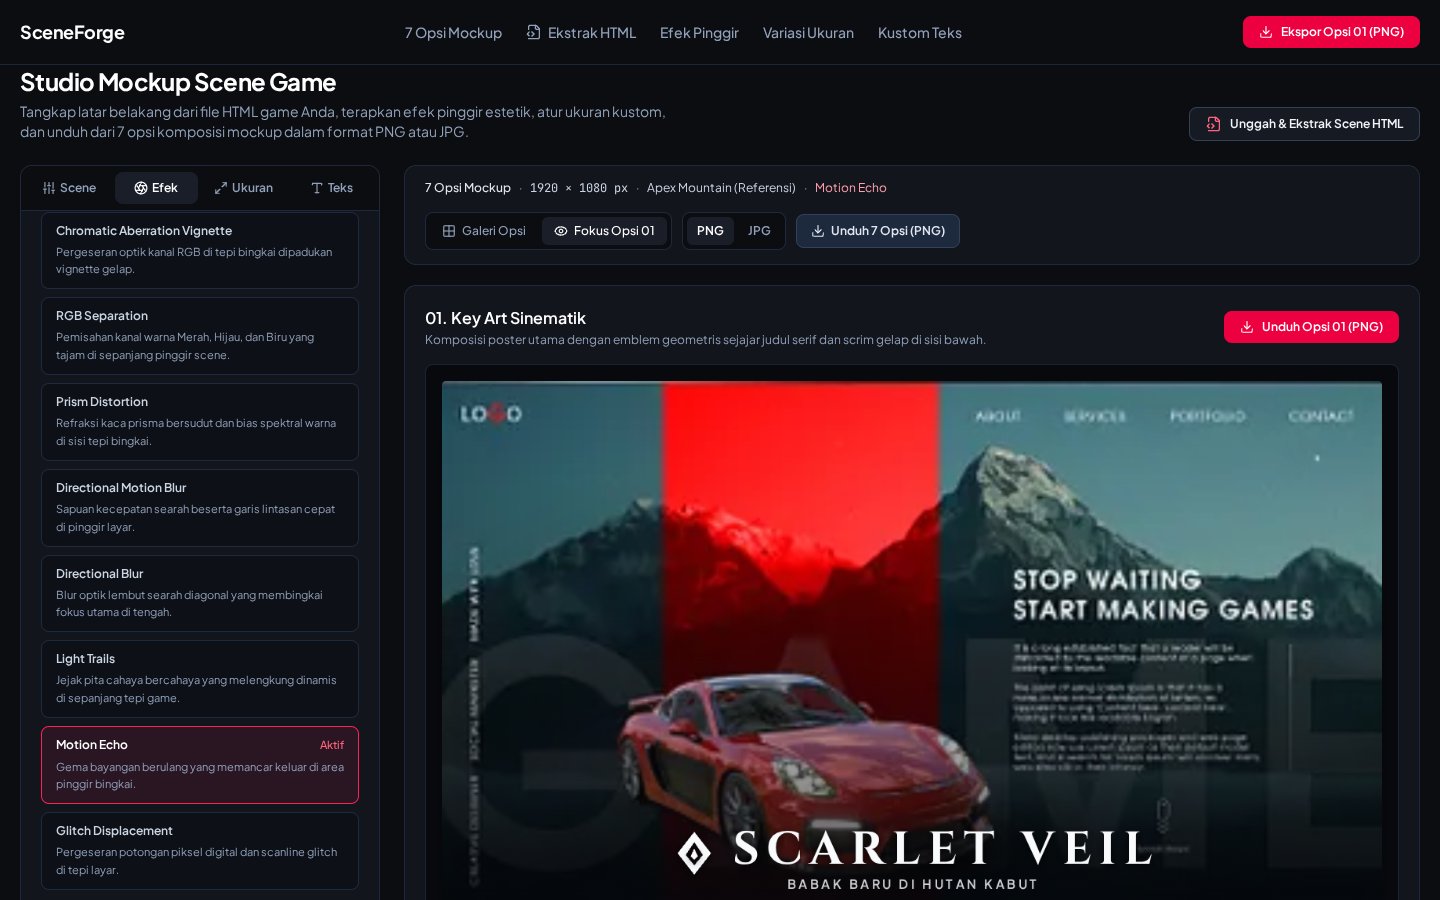 SceneForge
7 Opsi Mockup
Ekstrak HTML
Efek Pinggir
Variasi Ukuran
Kustom Teks
Ekspor Opsi 01 (PNG)
Studio Mockup Scene Game
Tangkap latar belakang dari file HTML game Anda, terapkan efek pinggir estetik, atur ukuran kustom,
dan unduh dari 7 opsi komposisi mockup dalam format PNG atau JPG.
Unggah & Ekstrak Scene HTML
Scene
Efek
Ukuran
Teks
Chromatic Aberration Vignette
Pergeseran optik kanal RGB di tepi bingkai dipadukan
vignette gelap.
RGB Separation
Pemisahan kanal warna Merah, Hijau, dan Biru yang
tajam di sepanjang pinggir scene.
Prism Distortion
Refraksi kaca prisma bersudut dan bias spektral warna
di sisi tepi bingkai.
Directional Motion Blur
Sapuan kecepatan searah beserta garis lintasan cepat
di pinggir layar.
Directional Blur
Blur optik lembut searah diagonal yang membingkai
fokus utama di tengah.
Light Trails
Jejak pita cahaya bercahaya yang melengkung dinamis
di sepanjang tepi game.
Motion Echo
Aktif
Gema bayangan berulang yang memancar keluar di area
pinggir bingkai.
Glitch Displacement
Pergeseran potongan piksel digital dan scanline glitch
di tepi layar.
7 Opsi Mockup · 1920 × 1080 px · Apex Mountain (Referensi) · Motion Echo
Galeri Opsi
Fokus Opsi 01
PNG
JPG
Unduh 7 Opsi (PNG)
01. Key Art Sinematik
Komposisi poster utama dengan emblem geometris sejajar judul serif dan scrim gelap di sisi bawah.
Unduh Opsi 01 (PNG)
LOGO
ABOUT
SERVICES
PORTFOLIO
CONTACT
STOP WAITING
START MAKING GAMES
SCARLET VEIL
BABAK BARU DI HUTAN KABUT